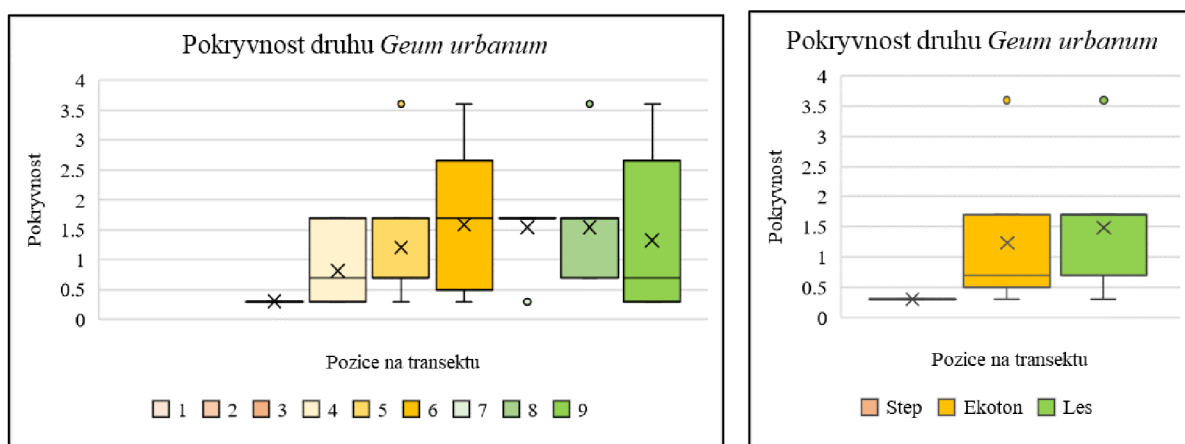 Pokryvnost druhu Geum urbanum
4
3.5
3
2.5
2
1.5
1
0.5
0
Pokryvnost
Pozice na transektu
1 2 3 4 5 6 7 8 9
Pokryvnost druhu Geum urbanum
4
3.5
3
2.5
2
1.5
1
0.5
0
Pokryvnost
Pozice na transektu
Step Ekoton Les